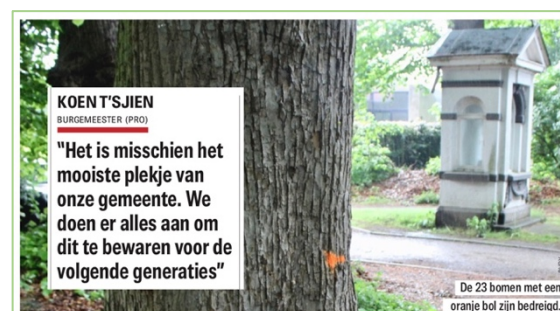 KOEN T'SJIEN
BURGEMEESTER (PRO)
"Het is misschien het
mooiste plekje van
onze gemeente. We
doen er alles aan om
dit te bewaren voor de
volgende generaties"
De 23 bomen met een
oranje bol zijn bedreigd.